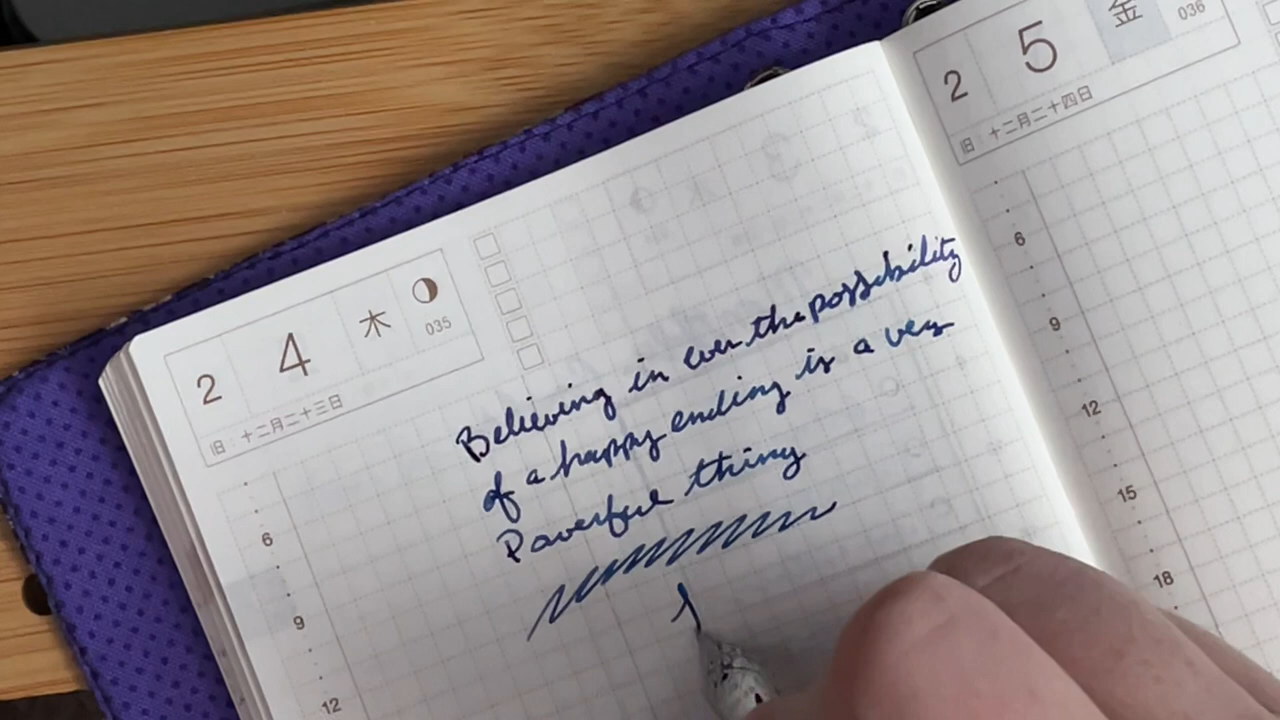 2 4 木 035
旧 十二月二十三日
6
9
12
Believing in even the possibility
of a happy ending is a very
Powerful thing
2 5 金 036
旧 十二月二十四日
6
9
12
15
18